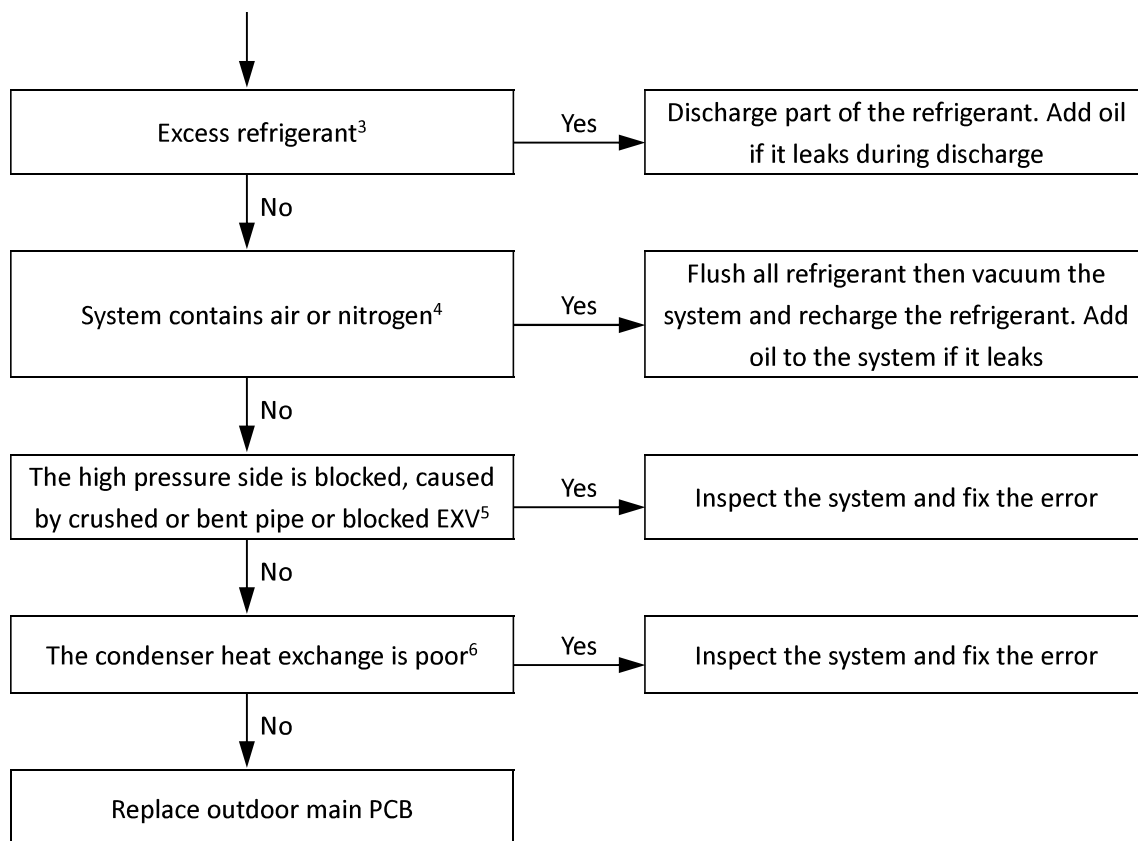 Excess refrigerant³
Yes
Discharge part of the refrigerant. Add oil
if it leaks during discharge
No
System contains air or nitrogen⁴
Yes
Flush all refrigerant then vacuum the
system and recharge the refrigerant. Add
oil to the system if it leaks
No
The high pressure side is blocked, caused
by crushed or bent pipe or blocked EXV⁵
Yes
Inspect the system and fix the error
No
The condenser heat exchange is poor⁶
Yes
Inspect the system and fix the error
No
Replace outdoor main PCB